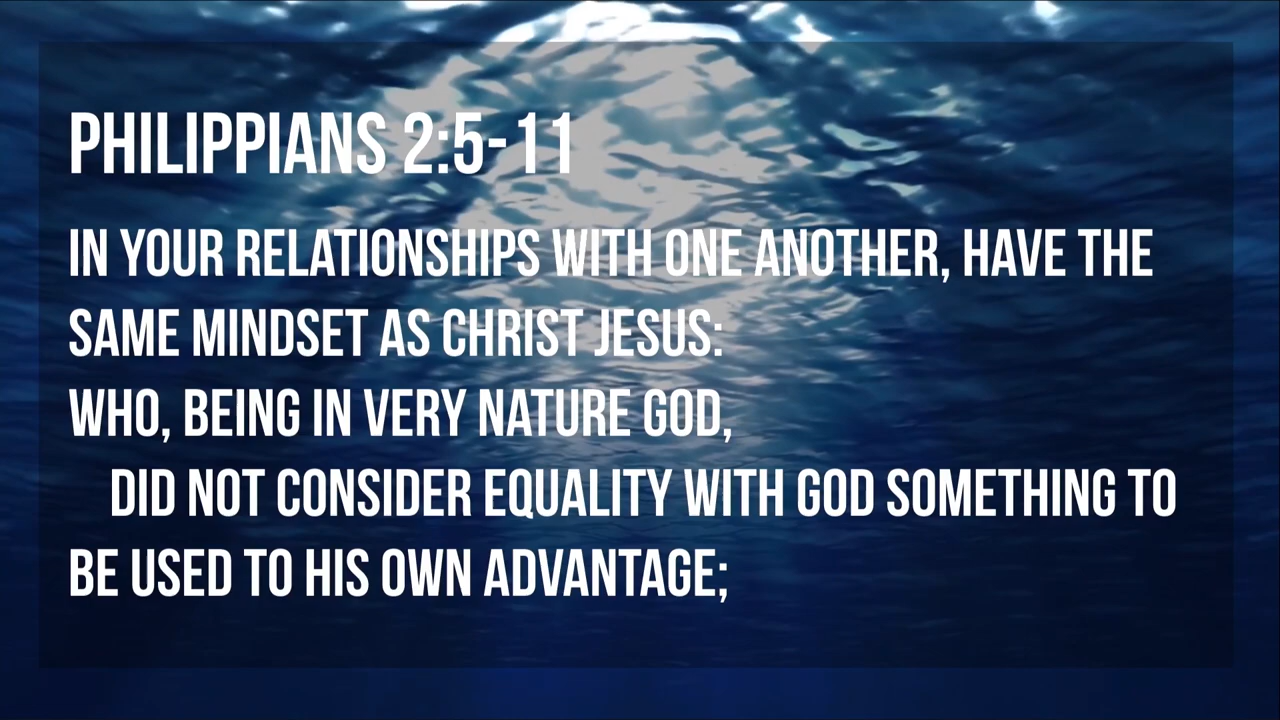 PHILIPPIANS 2:5-11
IN YOUR RELATIONSHIPS WITH ONE ANOTHER, HAVE THE
SAME MINDSET AS CHRIST JESUS:
WHO, BEING IN VERY NATURE GOD,
DID NOT CONSIDER EQUALITY WITH GOD SOMETHING TO
BE USED TO HIS OWN ADVANTAGE;